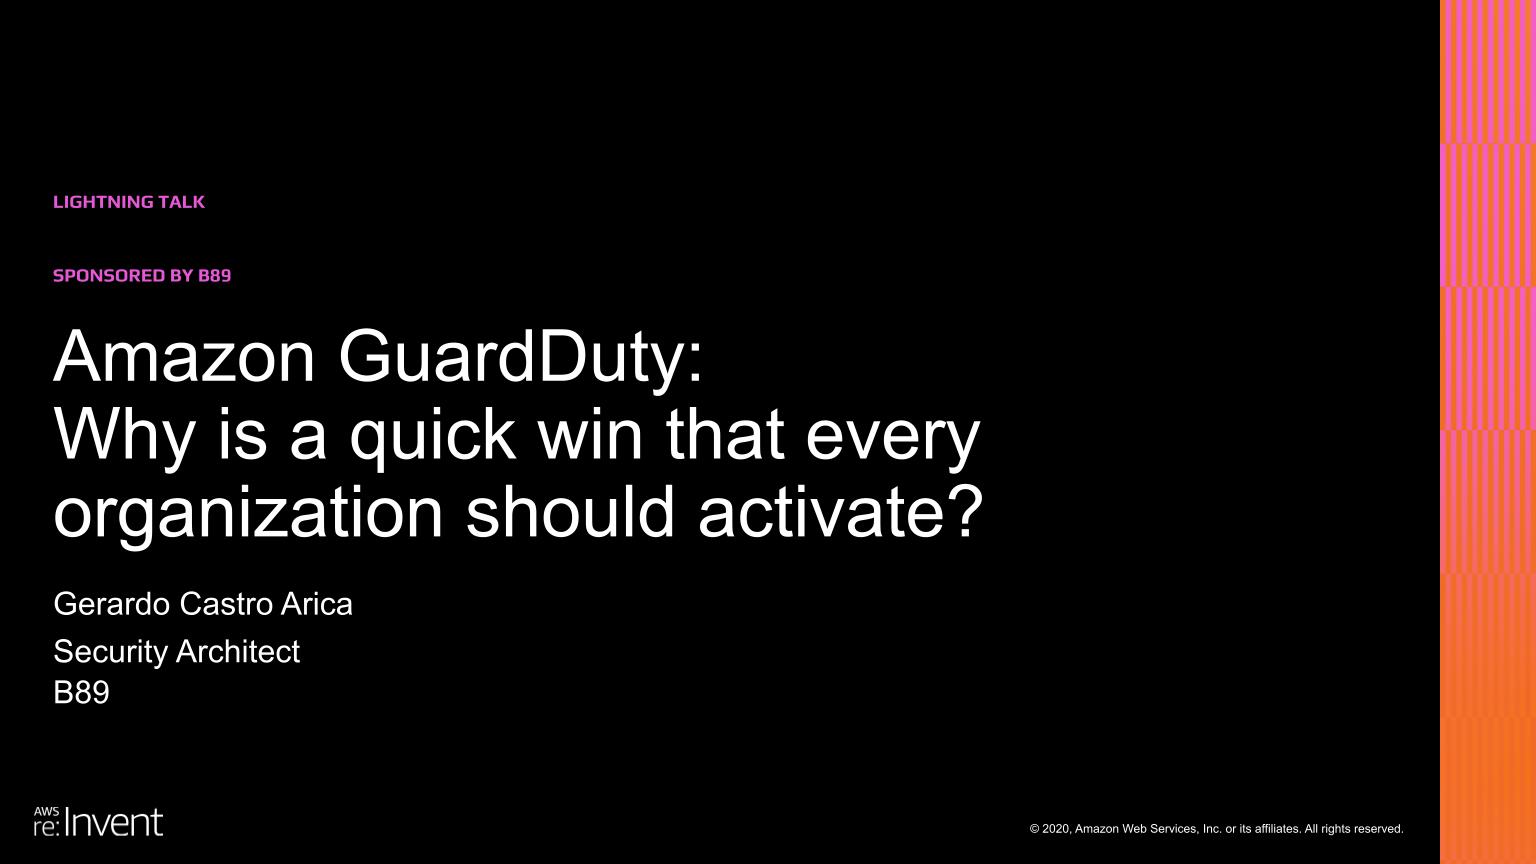 LIGHTNING TALK
SPONSORED BY B89
Amazon GuardDuty:
Why is a quick win that every
organization should activate?
Gerardo Castro Arica
Security Architect
B89
AWS
re:Invent
© 2020, Amazon Web Services, Inc. or its affiliates. All rights reserved.